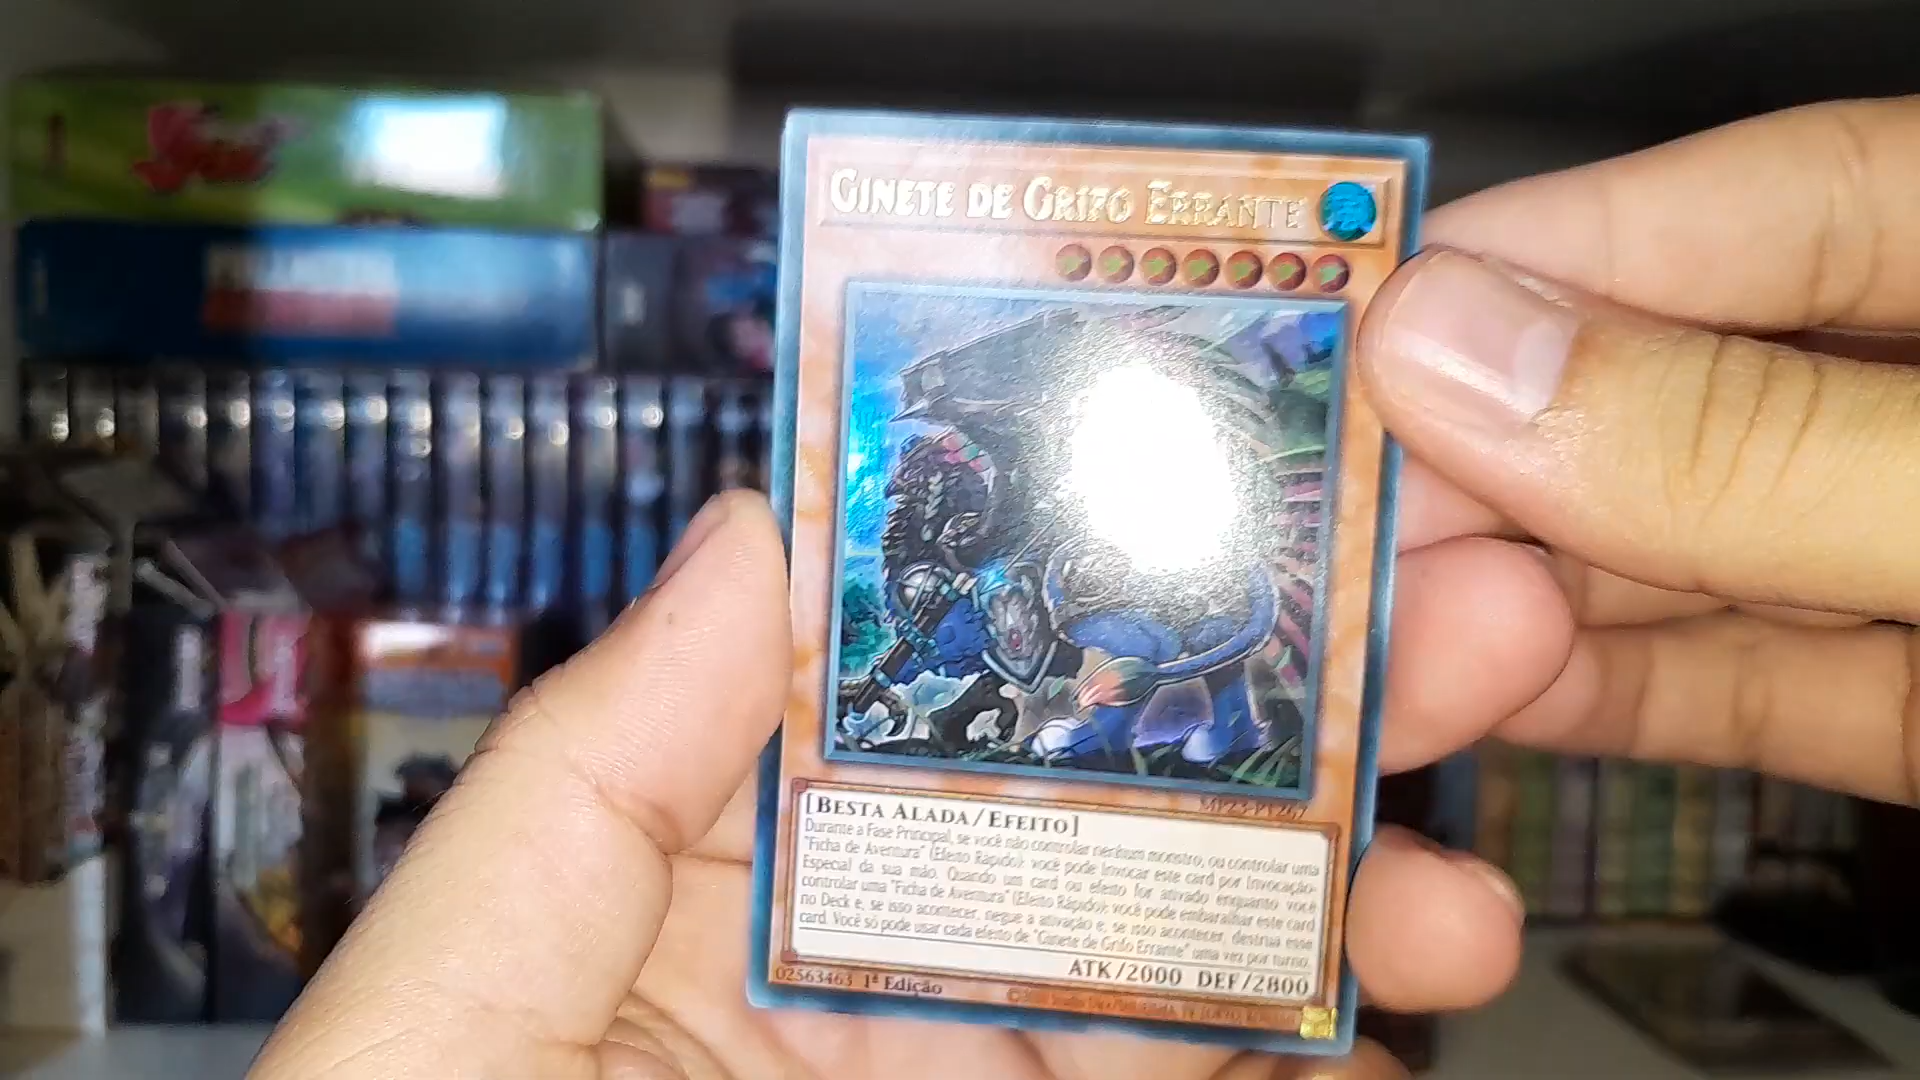 GINETE DE GRIFO ERRANTE
MP23-PT267
[BESTA ALADA/EFEITO]
Durante a Fase Principal, se você não controlar nenhum monstro, ou controlar uma
"Ficha de Aventura" (Efeito Rápido): você pode Invocar este card por Invocação-
Especial da sua mão. Quando um card ou efeito for ativado enquanto você
controlar uma "Ficha de Aventura" (Efeito Rápido): você pode embaralhar este card
no Deck e, se isso acontecer, negue a ativação e, se isso acontecer, destrua esse
card. Você só pode usar cada efeito de "Ginete de Grifo Errante" uma vez por turno.
ATK/2000 DEF/2800
02563463 1ª Edição